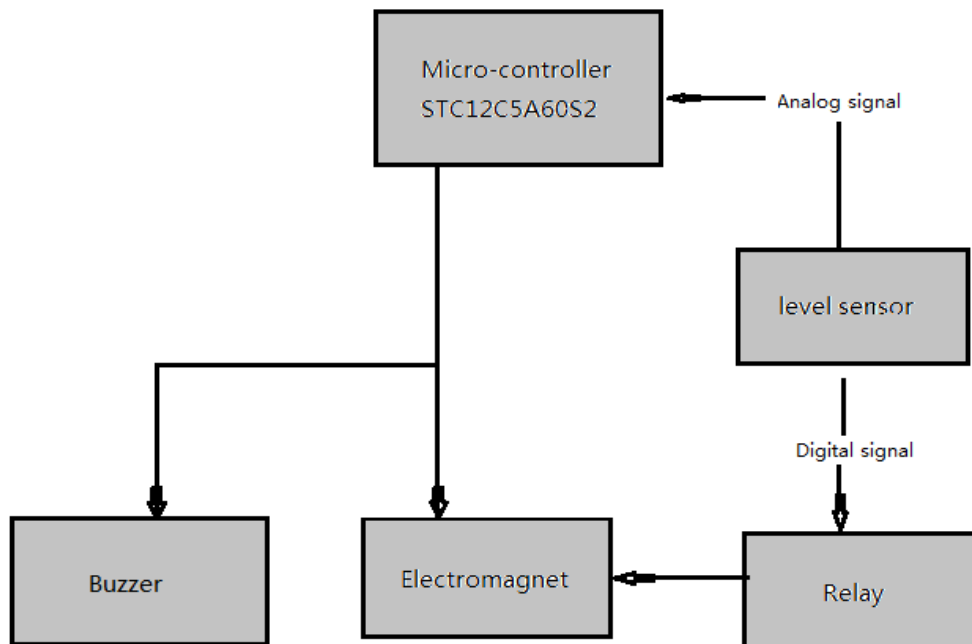 Micro-controller
STC12C5A60S2
Analog signal
level sensor
Digital signal
Buzzer
Electromagnet
Relay